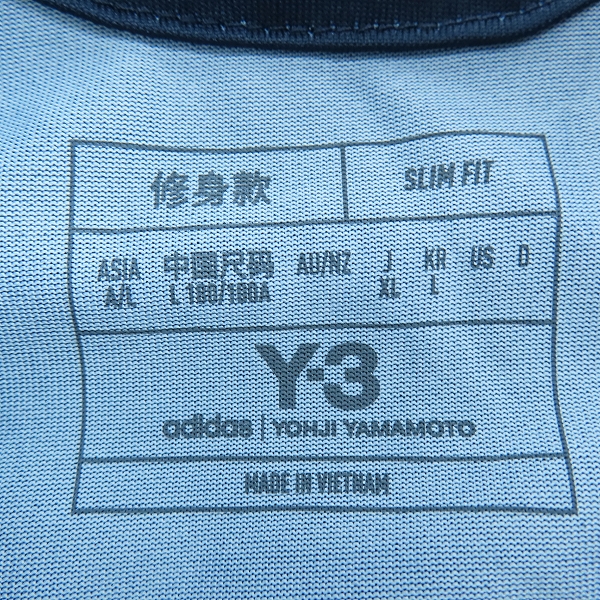 修身款 SLIM FIT
ASIA 中国尺码 AU/NZ J KR US D
A/L L 180/100A XL L
Y-3
adidas | YOHJI YAMAMOTO
MADE IN VIETNAM